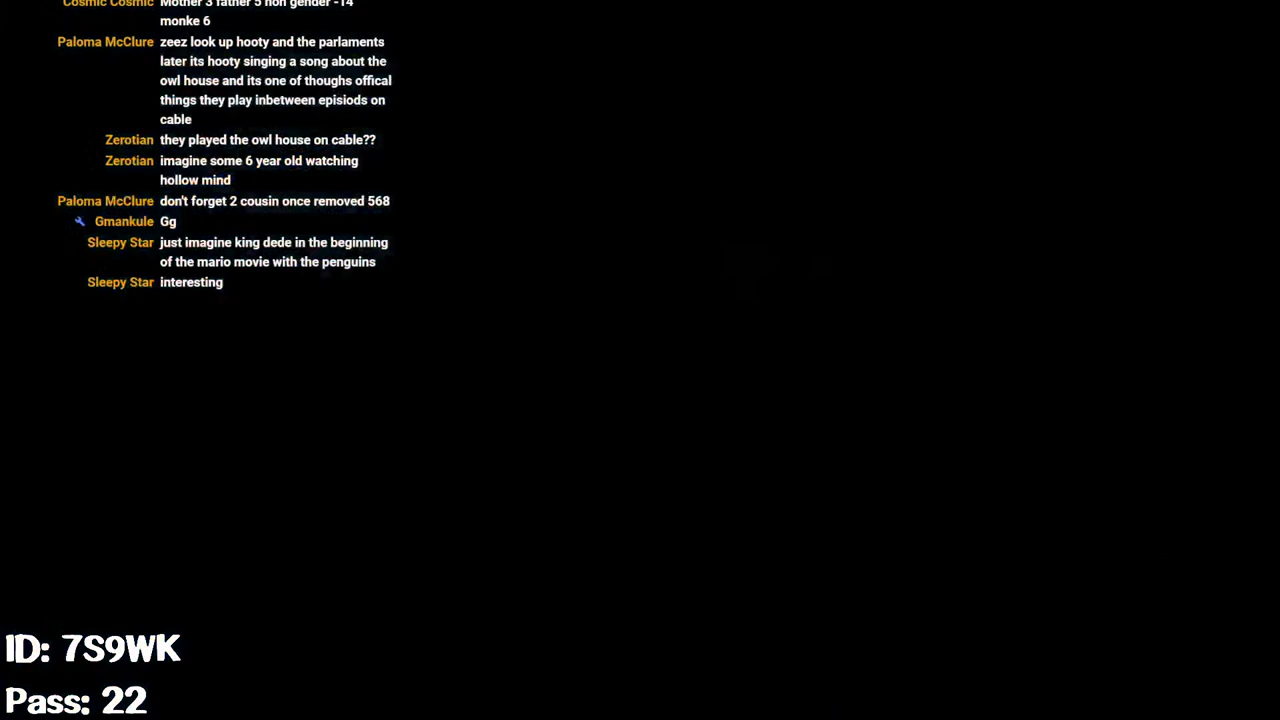 Cosmic Cosmic Mother 3 father 5 non gender -14
monke 6
Paloma McClure zeez look up hooty and the parlaments
later its hooty singing a song about the
owl house and its one of thoughs offical
things they play inbetween episiods on
cable
Zerotian they played the owl house on cable??
Zerotian imagine some 6 year old watching
hollow mind
Paloma McClure don't forget 2 cousin once removed 568
Gmankule Gg
Sleepy Star just imagine king dede in the beginning
of the mario movie with the penguins
Sleepy Star interesting
ID: 7S9WK
Pass: 22